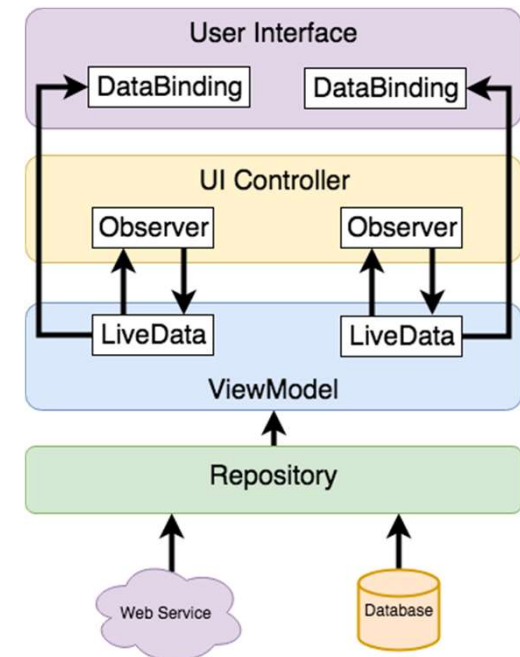 User Interface
DataBinding DataBinding
UI Controller
Observer Observer
LiveData LiveData
ViewModel
Repository
Web Service Database